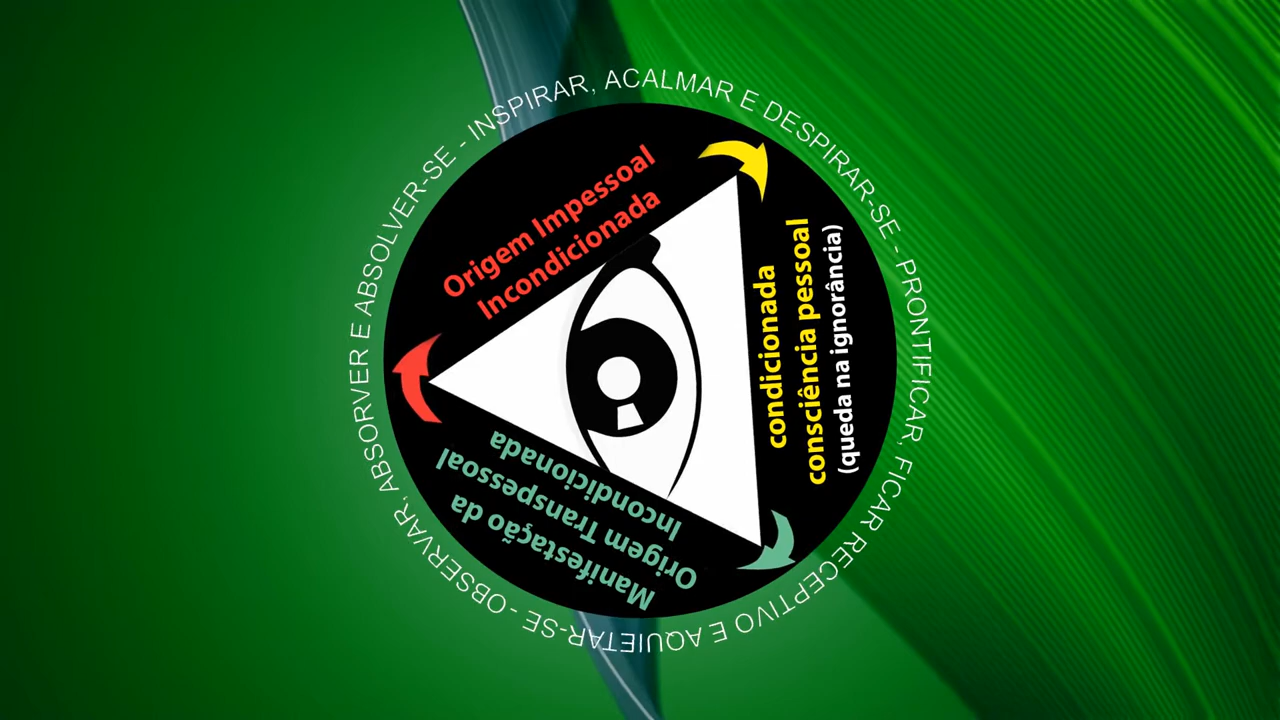 INSPIRAR, ACALMAR E DESPIRAR-SE - PRONTIFICAR, FICAR RECEPTIVO E AQUIETAR-SE - OBSERVAR, ABSORVER E ABSOLVER-SE -
Origem Impessoal
Incondicionada
condicionada
consciência pessoal
(queda na ignorância)
Manifestação da
Origem Transpessoal
Incondicionada